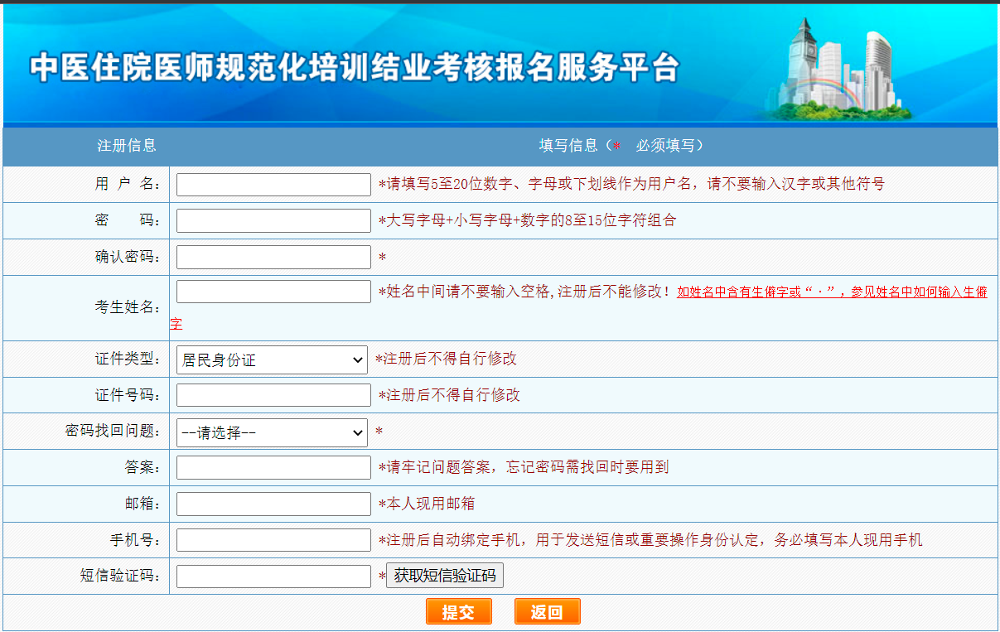 中医住院医师规范化培训结业考核报名服务平台
注册信息 填写信息（* 必须填写）
用 户 名： *请填写5至20位数字、字母或下划线作为用户名，请不要输入汉字或其他符号
密 码： *大写字母+小写字母+数字的8至15位字符组合
确认密码： *
考生姓名： *姓名中间请不要输入空格,注册后不能修改！如姓名中含有生僻字或“·”，参见姓名中如何输入生僻
字
证件类型： 居民身份证 *注册后不得自行修改
证件号码： *注册后不得自行修改
密码找回问题： --请选择-- *
答案： *请牢记问题答案，忘记密码需找回时要用到
邮箱： *本人现用邮箱
手机号： *注册后自动绑定手机，用于发送短信或重要操作身份认定，务必填写本人现用手机
短信验证码： *获取短信验证码
提交 返回